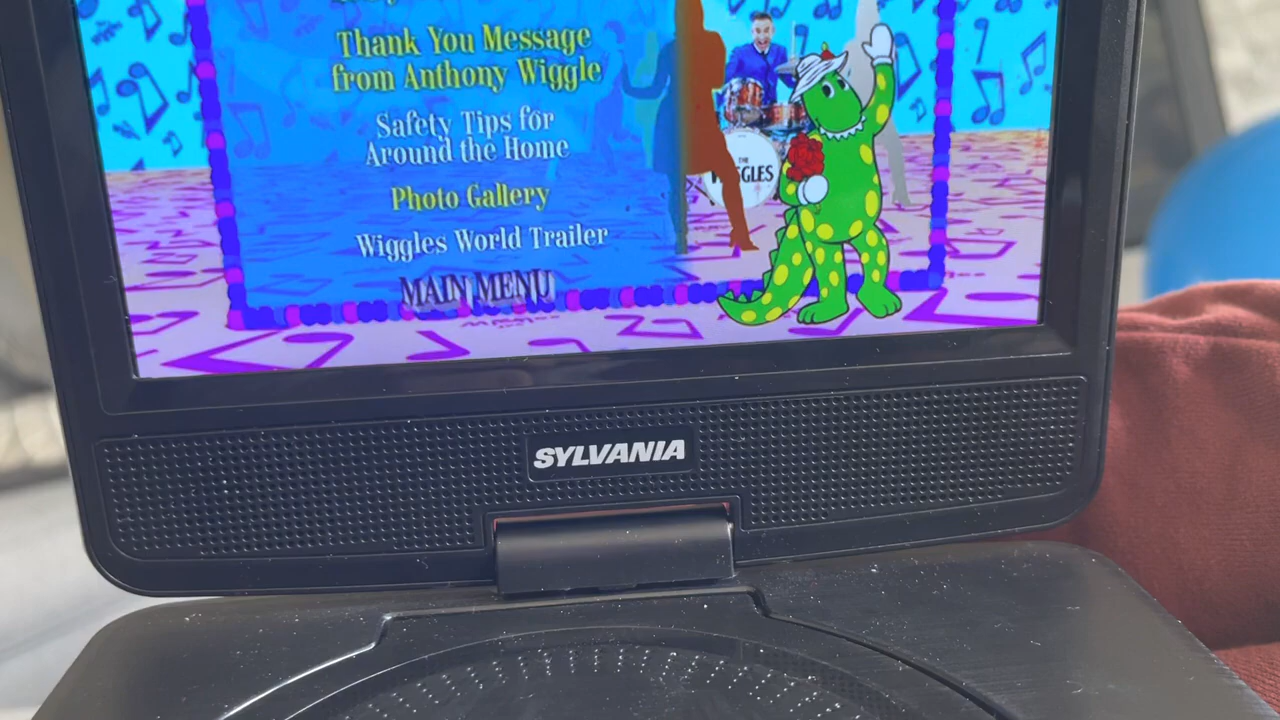 Thank You Message
from Anthony Wiggle
Safety Tips for
Around the Home
Photo Gallery
Wiggles World Trailer
MAIN MENU
THE
SYLVANIA